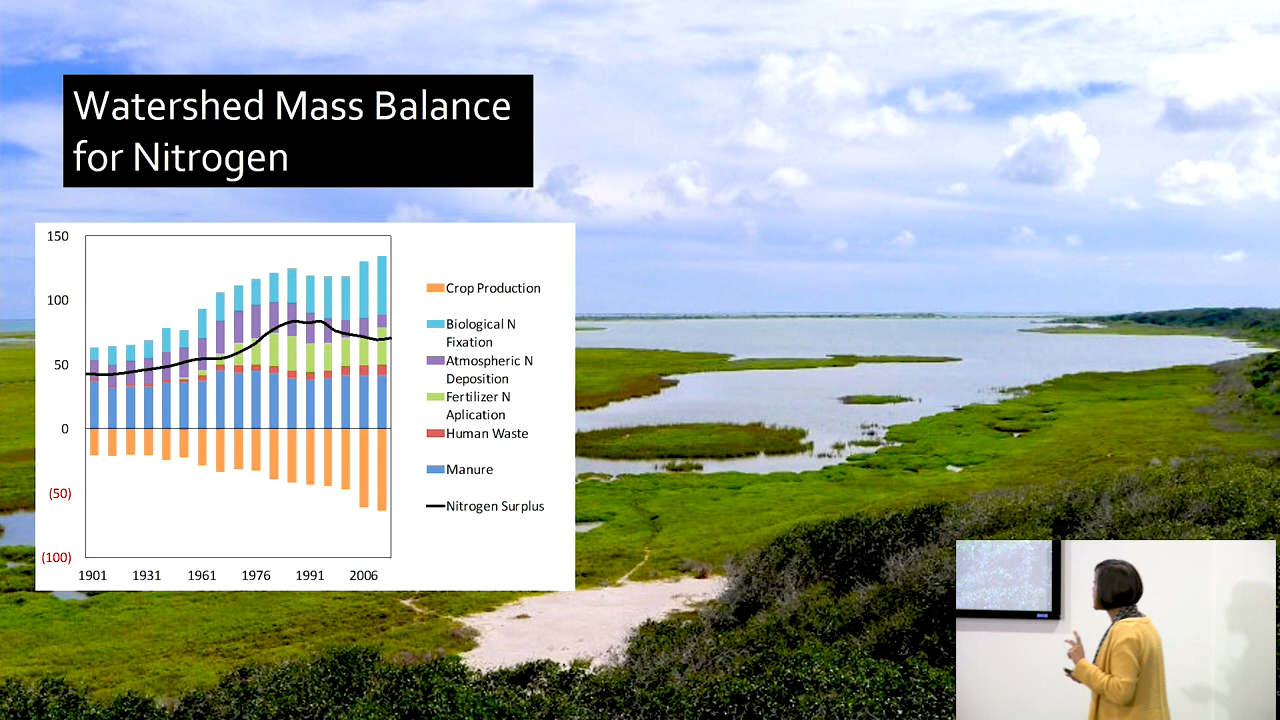 Watershed Mass Balance
for Nitrogen
150
100
50
0
(50)
(100)
1901 1931 1961 1976 1991 2006
Crop Production
Biological N
Fixation
Atmospheric N
Deposition
Fertilizer N
Aplication
Human Waste
Manure
Nitrogen Surplus